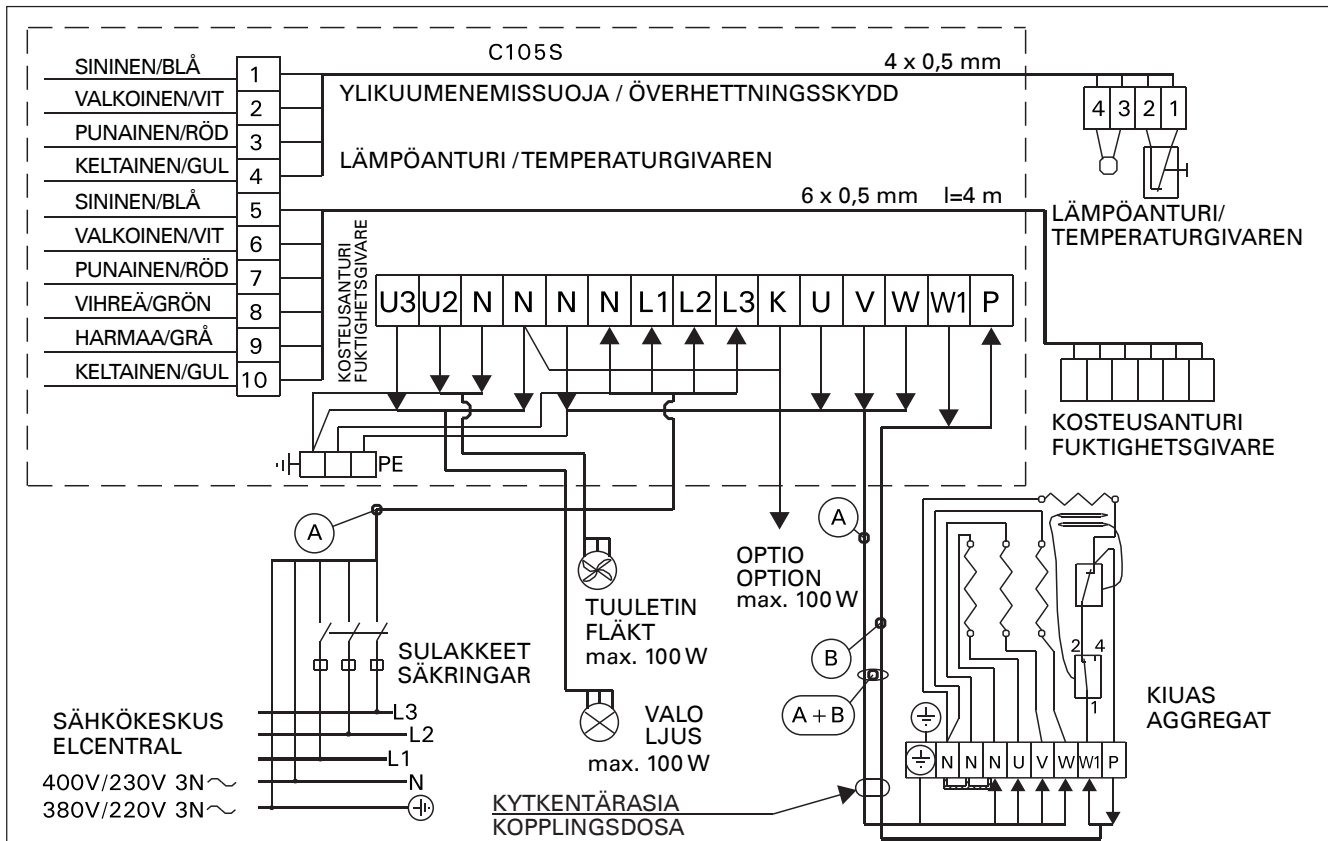 C105S
SININEN/BLÅ 1
VALKOINEN/VIT 2
PUNAINEN/RÖD 3
KELTAINEN/GUL 4
SININEN/BLÅ 5
VALKOINEN/VIT 6
PUNAINEN/RÖD 7
VIHREÄ/GRÖN 8
HARMAA/GRÅ 9
KELTAINEN/GUL 10
4 x 0,5 mm
YLIKUUMENEMISSUOJA / ÖVERHETTNINGSSKYDD
LÄMPÖANTURI / TEMPERATURGIVAREN
6 x 0,5 mm l=4 m
4 3 2 1
LÄMPÖANTURI/
TEMPERATURGIVAREN
KOSTEUSANTURI
FUKTIGHETSGIVARE
U3 U2 N N N N L1 L2 L3 K U V W W1 P
KOSTEUSANTURI
FUKTIGHETSGIVARE
PE
A
A
OPTIO
OPTION
max. 100 W
TUULETIN
FLÄKT
max. 100 W
B
A + B
SULAKKEET
SÄKRINGAR
2 4
1
KIUAS
AGGREGAT
VALO
LJUS
max. 100 W
SÄHKÖKESKUS
ELCENTRAL
L3
L2
L1
400V/230V 3N~ N
380V/220V 3N~
N N N U V W W1 P
KYTKENTÄRASIA
KOPPLINGSDOSA